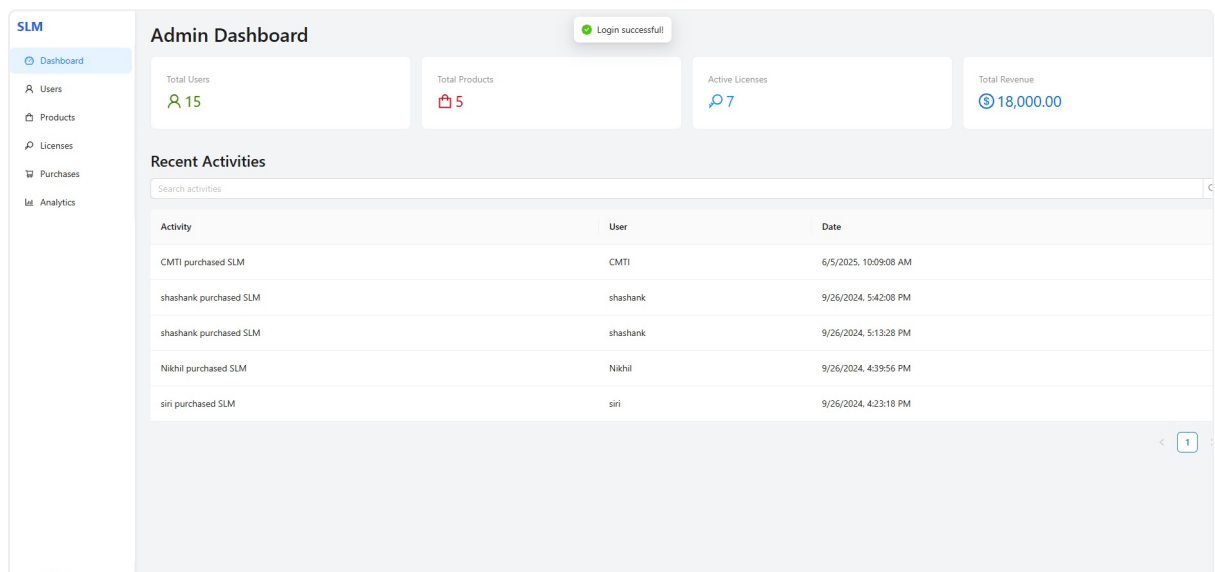 SLM
Dashboard
Users
Products
Licenses
Purchases
Analytics
Login successful!
Admin Dashboard
Total Users
15
Total Products
5
Active Licenses
7
Total Revenue
18,000.00
Recent Activities
Search activities
Activity User Date
CMTI purchased SLM CMTI 6/5/2025, 10:09:08 AM
shashank purchased SLM shashank 9/26/2024, 5:42:08 PM
shashank purchased SLM shashank 9/26/2024, 5:13:28 PM
Nikhil purchased SLM Nikhil 9/26/2024, 4:39:56 PM
siri purchased SLM siri 9/26/2024, 4:23:18 PM
< 1